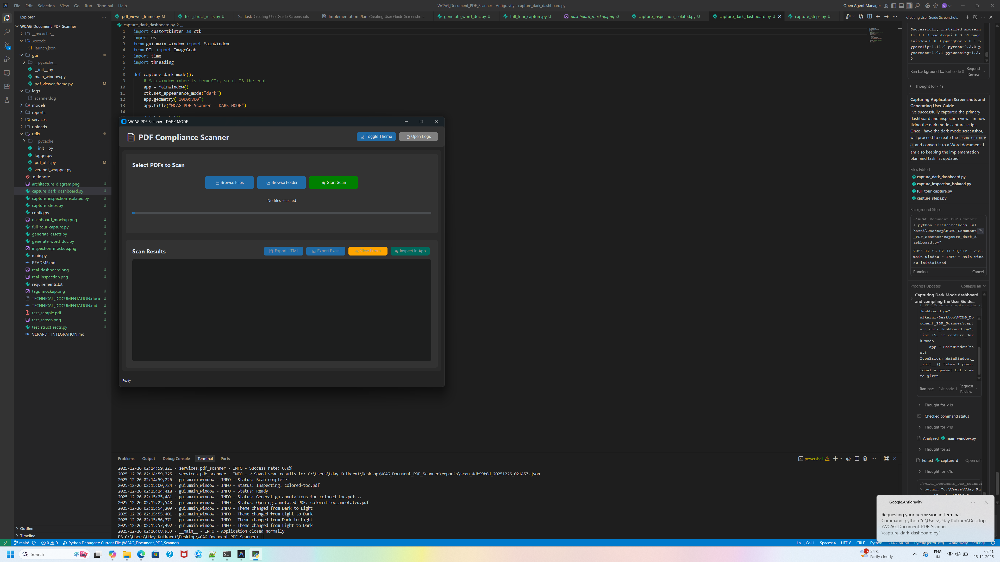 File Edit Selection View Go Run Terminal Help
WCAG_Document_PDF_Scanner - Antigravity - capture_dark_dashboard.py
Open Agent Manager
Explorer
WCAG_Document_PDF_Scanner
__pycache__
.vscode
launch.json
gui
__pycache__
__init__.py
main_window.py
pdf_viewer_frame.py M
logs
scanner.log
models
reports
services
uploads
utils
__pycache__
__init__.py
logger.py
pdf_utils.py M
verapdf_wrapper.py
.gitignore
architecture_diagram.png U
capture_dark_dashboard.py U
capture_inspection_isolated.py U
capture_steps.py U
config.py
dashboard_mockup.png U
full_tour_capture.py U
generate_assets.py U
generate_word_doc.py U
inspection_mockup.png U
main.py
README.md
real_dashboard.png U
real_inspection.png U
requirements.txt
tags_mockup.png U
TECHNICAL_DOCUMENTATION.docx U
TECHNICAL_DOCUMENTATION.md U
test_sample.pdf U
test_screen.png U
test_struct_rects.py U
VERAPDF_INTEGRATION.md
Outline
Timeline
19
pdf_viewer_frame.py M test_struct_rects.py U Task Creating User Guide Screenshots Implementation Plan Creating User Guide Screenshots generate_word_doc.py U full_tour_capture.py U dashboard_mockup.png U capture_inspection_isolated.py U capture_dark_dashboard.py U capture_steps.py U
capture_dark_dashboard.py > ...
1 import customtkinter as ctk
2 import os
3 from gui.main_window import MainWindow
4 from PIL import ImageGrab
5 import time
6 import threading
7
8 def capture_dark_mode():
9 # MainWindow inherits from CTk, so it IS the root
10 app = MainWindow()
11 ctk.set_appearance_mode("dark")
12 app.geometry("1000x800")
13 app.title("WCAG PDF Scanner - DARK MODE")
14
WCAG PDF Scanner - DARK MODE
PDF Compliance Scanner
Toggle Theme
Open Logs
Select PDFs to Scan
Browse Files
Browse Folder
Start Scan
No files selected
Scan Results
Export HTML
Export Excel
View Errors
Inspect In-App
Ready
Problems Output Debug Console Terminal Ports
powershell
2025-12-26 02:14:59,221 - services.pdf_scanner - INFO - Success rate: 0.0%
2025-12-26 02:14:59,225 - services.pdf_scanner - INFO - ✓ Saved scan results to: C:\Users\Uday Kulkarni\Desktop\WCAG_Document_PDF_Scanner\reports\scan_4df99f8d_20251226_021457.json
2025-12-26 02:14:59,226 - gui.main_window - INFO - Status: Scan complete!
2025-12-26 02:15:00,724 - gui.main_window - INFO - Status: Inspecting: colored-toc.pdf
2025-12-26 02:15:14,418 - gui.main_window - INFO - Status: Ready
2025-12-26 02:15:25,481 - gui.main_window - INFO - Status: Generatign annotations for colored-toc.pdf...
2025-12-26 02:15:25,548 - gui.main_window - INFO - Status: Opening annotated PDF: colored-toc_annotated.pdf
2025-12-26 02:15:54,209 - gui.main_window - INFO - Theme changed from Dark to Light
2025-12-26 02:15:55,401 - gui.main_window - INFO - Theme changed from Light to Dark
2025-12-26 02:15:56,371 - gui.main_window - INFO - Theme changed from Dark to Light
2025-12-26 02:15:57,492 - gui.main_window - INFO - Theme changed from Light to Dark
2025-12-26 02:16:08,933 - __main__ - INFO - Application closed normally
PS C:\Users\Uday Kulkarni\Desktop\WCAG_Document_PDF_Scanner>
Creating User Guide Screenshots
Successfully installed mousein
fo-0.1.3 pyautogui-0.9.54 pyge
twindow-0.0.9 pymsgbox-2.0.1 p
yperclip-1.11.0 pyrect-0.2.0 p
yscreeze-1.0.1 pytweening-1.2.
0
Ran background t... Exit code 0 Request Review
Thought for <1s
Capturing Application Screenshots and
Generating User Guide
I've successfully captured the primary
dashboard and inspection view. I'm now
fixing the dark mode capture script.
Once I have the dark mode screenshot, I
will proceed to create the USER_GUIDE.m
d and convert it to a Word document. I
am also keeping the implementation
plan and task list updated.
Files Edited
capture_dark_dashboard.py
capture_inspection_isolated.py
full_tour_capture.py
capture_steps.py
Background Steps
...\WCAG_Document_PDF_Scanner
> python "c:\Users\Uday Kul
karni\Desktop\WCAG_Document
_PDF_Scanner\capture_dark_d
ashboard.py"
2025-12-26 02:41:28,912 - gui.
main_window - INFO - Main wind
ow initialized
Running Cancel
Progress Updates Collapse all
5 Capturing Dark Mode dashboard
and compiling the User Guide...
t_PDF_Scanner\capture_dark_
dashboard.py"
ulkarni\Desktop\WCAG_Do
cument_PDF_Scanner\capt
ure_dark_dashboard.py",
line 15, in capture_dar
k_mode
app = MainWindow(ro
ot)
TypeError: MainWindow._
_init__() takes 1 posit
ional argument but 2 we
re given
Ran bac... Exit code 1 Request Review
Thought for <1s
Checked command status
Thought for <1s
Analyzed main_window.py
Thought for 2s
Edited capture_d Open diff
Thought for <1s
...\WCAG_Document_PDF_Scanner
> python "c:\Users\Uday Ku
Google.Antigravity
Requesting your permission in Terminal:
Command: python "c:\Users\Uday Kulkarni\Desktop
\WCAG_Document_PDF_Scanner
\capture_dark_dashboard.py"
main* 0 0 Python Debugger: Current File (WCAG_Document_PDF_Scanner)
Ln 1, Col 1 Spaces: 4 UTF-8 CRLF Python 3.14.2 64-bit Pyrefly (error-off) Antigravity - Settings
Search
BETA
9+
24°C
Partly cloudy
ENG
IN
02:41
26-12-2025